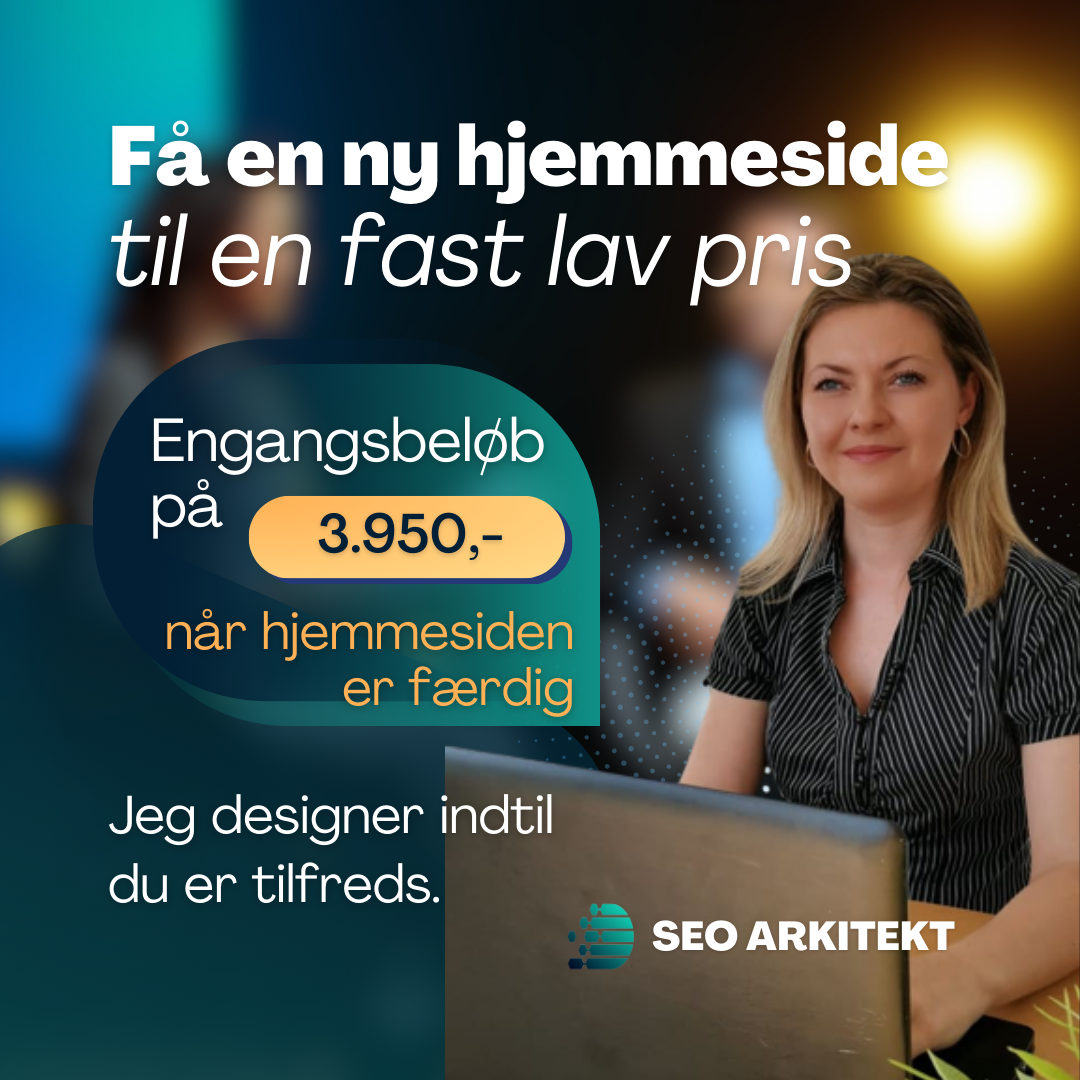 Få en ny hjemmeside
til en fast lav pris
Engangsbeløb
på 3.950,-
når hjemmesiden
er færdig
Jeg designer indtil
du er tilfreds.
SEO ARKITEKT